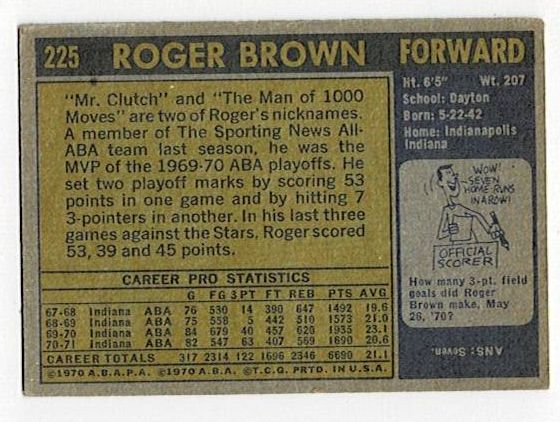 225 ROGER BROWN FORWARD
"Mr. Clutch" and "The Man of 1000
Moves" are two of Roger's nicknames.
A member of The Sporting News All-
ABA team last season, he was the
MVP of the 1969-70 ABA playoffs. He
set two playoff marks by scoring 53
points in one game and by hitting 7
3-pointers in another. In his last three
games against the Stars, Roger scored
53, 39 and 45 points.
Ht. 6'5" Wt. 207
School: Dayton
Born: 5-22-42
Home: Indianapolis
Indiana
WOW!
SEVEN
HOME RUNS
IN A ROW!
OFFICIAL
SCORER
How many 3-pt. field
goals did Roger
Brown make, May
26, '70?
ANS: Seven.
CAREER PRO STATISTICS
G FG 3PT FT REB PTS AVG
67-68 Indiana ABA 76 530 14 390 647 1492 19.6
68-69 Indiana ABA 75 558 5 442 510 1573 21.0
69-70 Indiana ABA 84 679 40 457 620 1935 23.1
70-71 Indiana ABA 82 547 63 407 569 1690 20.6
CAREER TOTALS 317 2314 122 1696 2346 6690 21.1
©1970 A.B.A.P.A. ©1970 A.B.A. ©T.C.G. PRTD. IN U.S.A.